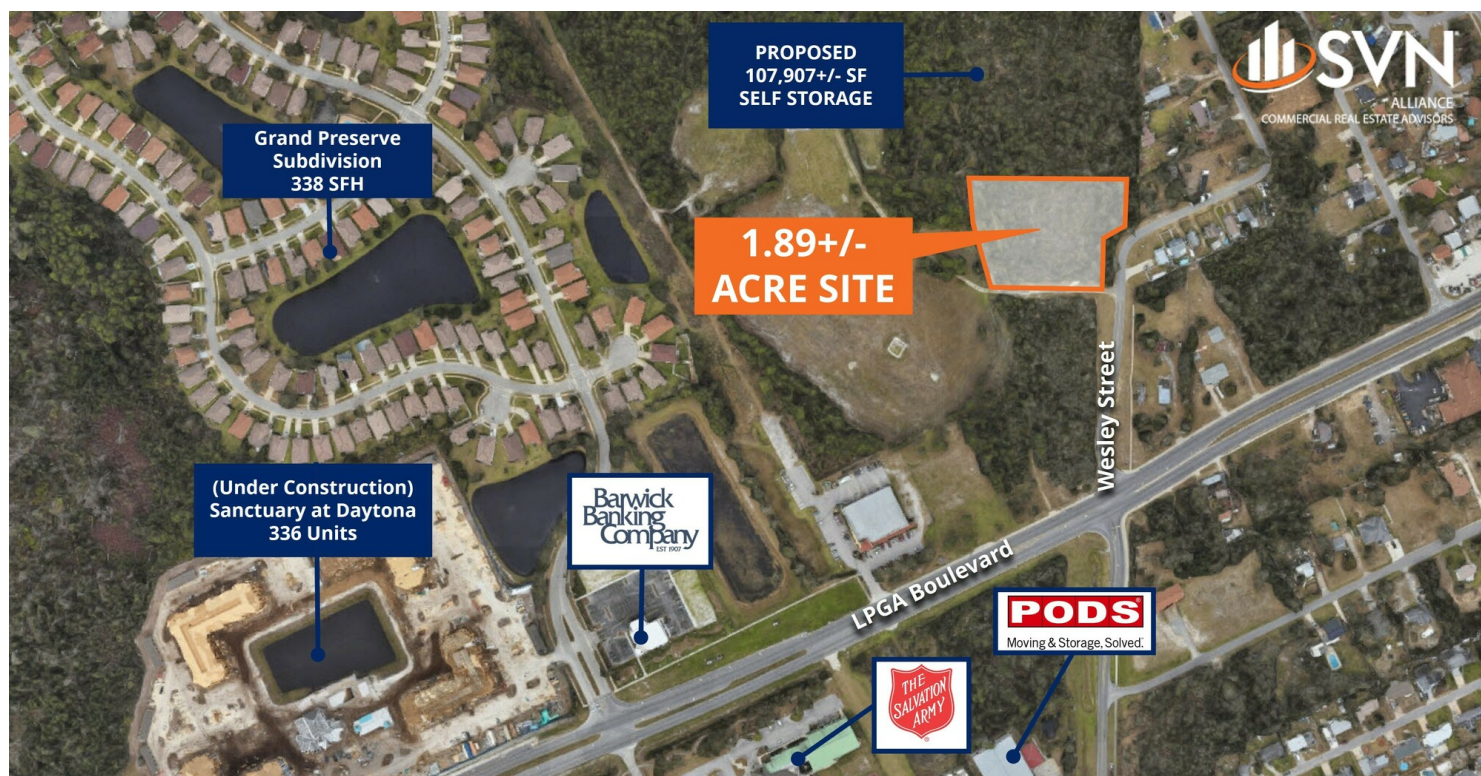 PROPOSED
107,907+/- SF
SELF STORAGE
SVN
ALLIANCE
COMMERCIAL REAL ESTATE ADVISORS
Grand Preserve
Subdivision
338 SFH
1.89+/-
ACRE SITE
Wesley Street
(Under Construction)
Sanctuary at Daytona
336 Units
Barwick
Banking
Company
EST 1907
LPGA Boulevard
PODS
Moving & Storage, Solved.
THE
SALVATION
ARMY